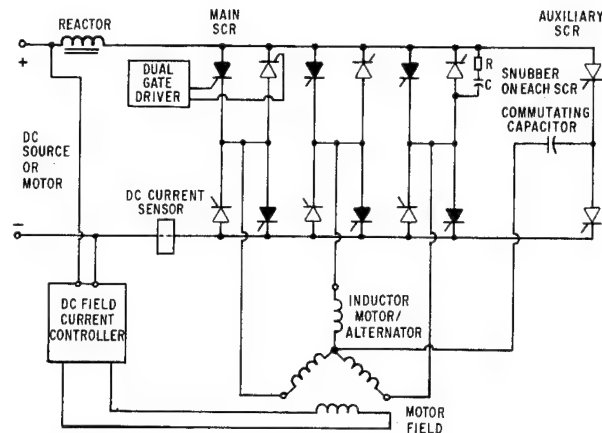 REACTOR
MAIN
SCR
AUXILIARY
SCR
+
DUAL
GATE
DRIVER
R
C
SNUBBER
ON EACH SCR
COMMUTATING
CAPACITOR
DC
SOURCE
OR
MOTOR
DC CURRENT
SENSOR
−
DC FIELD
CURRENT
CONTROLLER
INDUCTOR
MOTOR/
ALTERNATOR
MOTOR
FIELD